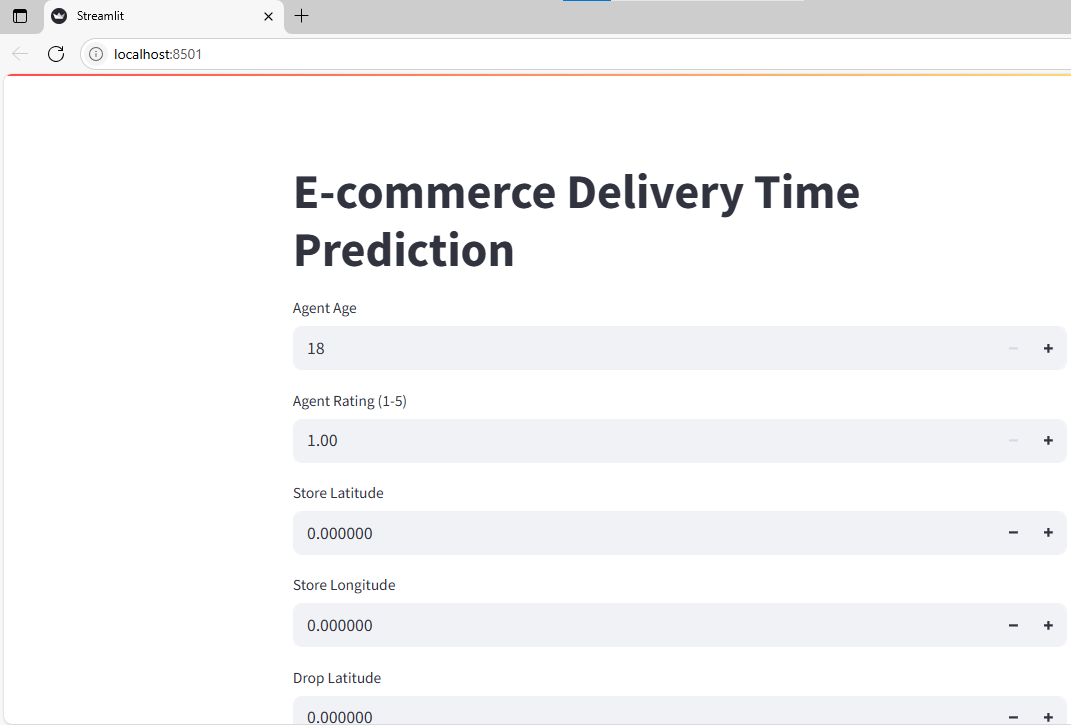 Streamlit
localhost:8501
E-commerce Delivery Time
Prediction
Agent Age
18
Agent Rating (1-5)
1.00
Store Latitude
0.000000
Store Longitude
0.000000
Drop Latitude
0.000000